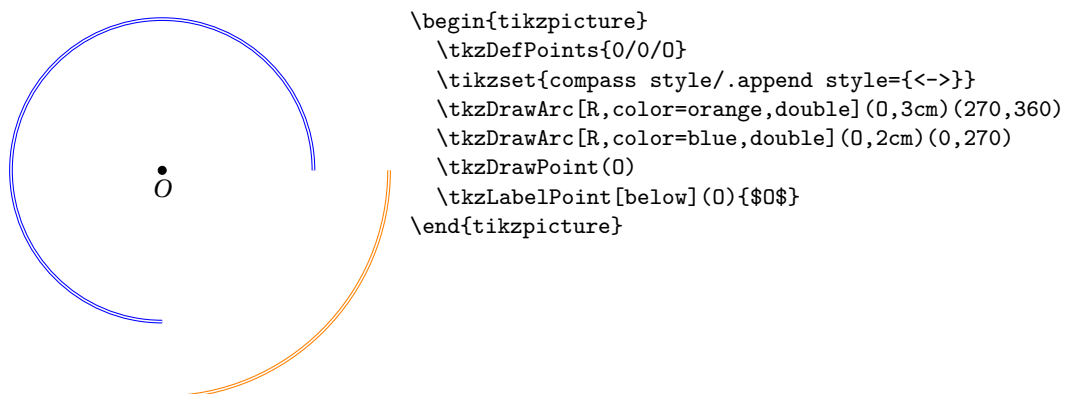 O
\begin{tikzpicture}
  \tkzDefPoints{0/0/O}
  \tikzset{compass style/.append style={<->}}
  \tkzDrawArc[R,color=orange,double](O,3cm)(270,360)
  \tkzDrawArc[R,color=blue,double](O,2cm)(0,270)
  \tkzDrawPoint(O)
  \tkzLabelPoint[below](O){$O$}
\end{tikzpicture}